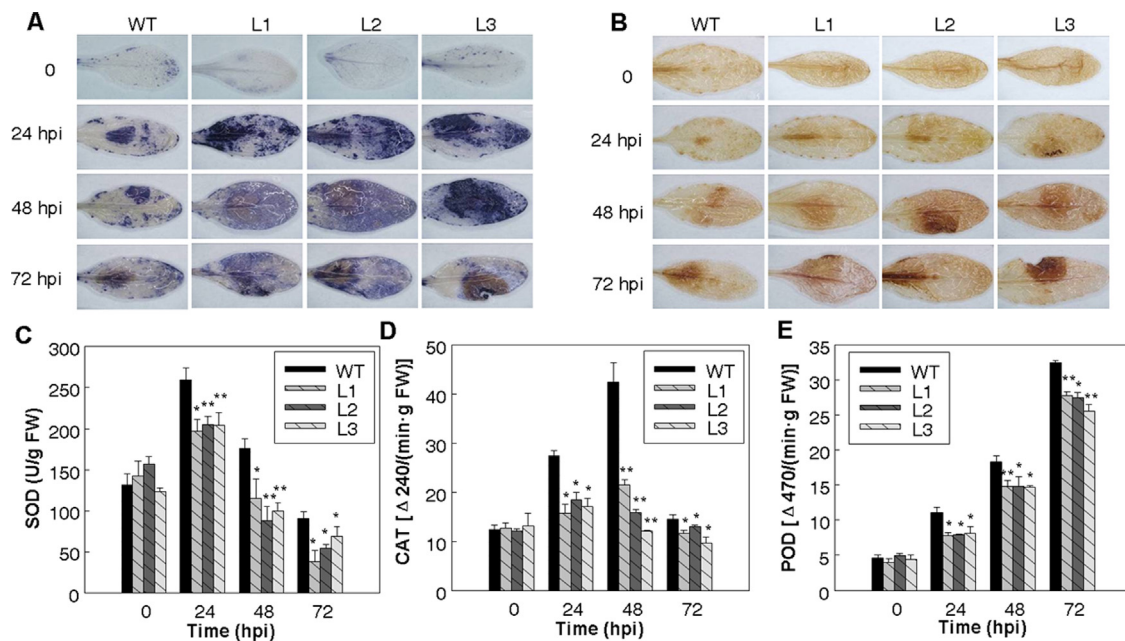 A
WT L1 L2 L3
0
24 hpi
48 hpi
72 hpi
B
WT L1 L2 L3
0
24 hpi
48 hpi
72 hpi
C
SOD (U/g FW)
300
250
200
150
100
50
0
* ** **
* ** **
* * *
WT
L1
L2
L3
0 24 48 72
Time (hpi)
D
CAT [ Δ 240/(min·g FW)]
50
40
30
20
10
0
* * *
** ** **
* * *
WT
L1
L2
L3
0 24 48 72
Time (hpi)
E
POD [ Δ 470/(min·g FW)]
35
25
15
5
* * *
** * *
** * **
WT
L1
L2
L3
0 24 48 72
Time (hpi)